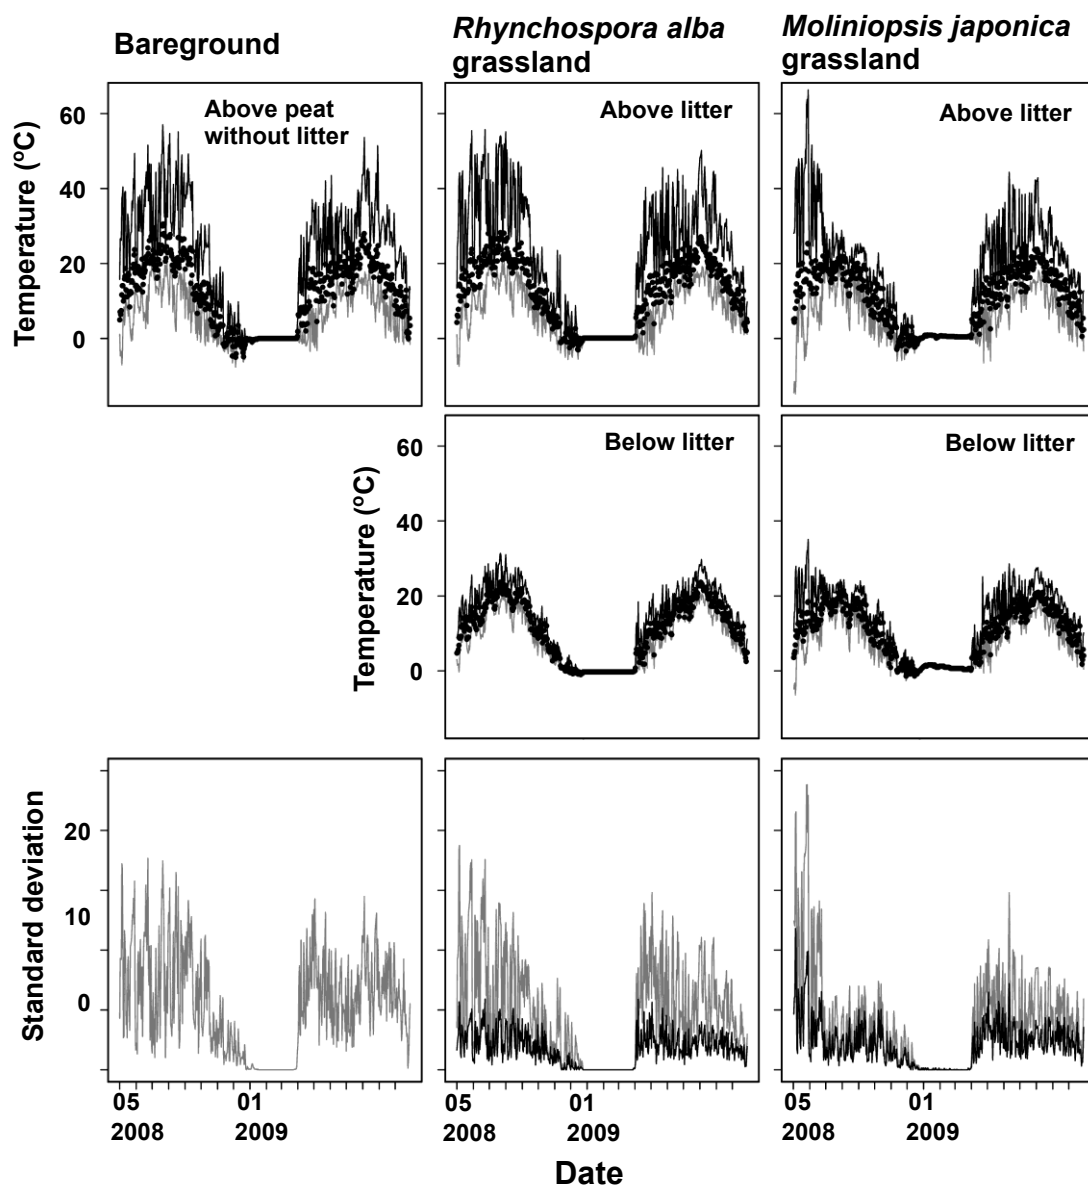 Bareground
Rhynchospora alba
grassland
Moliniopsis japonica
grassland
Temperature (ºC)
60
40
20
0
Above peat
without litter
Above litter
Above litter
Temperature (ºC)
60
40
20
0
Below litter
Below litter
Standard deviation
20
10
0
05
01
05
01
05
01
2008
2009
2008
2009
2008
2009
Date